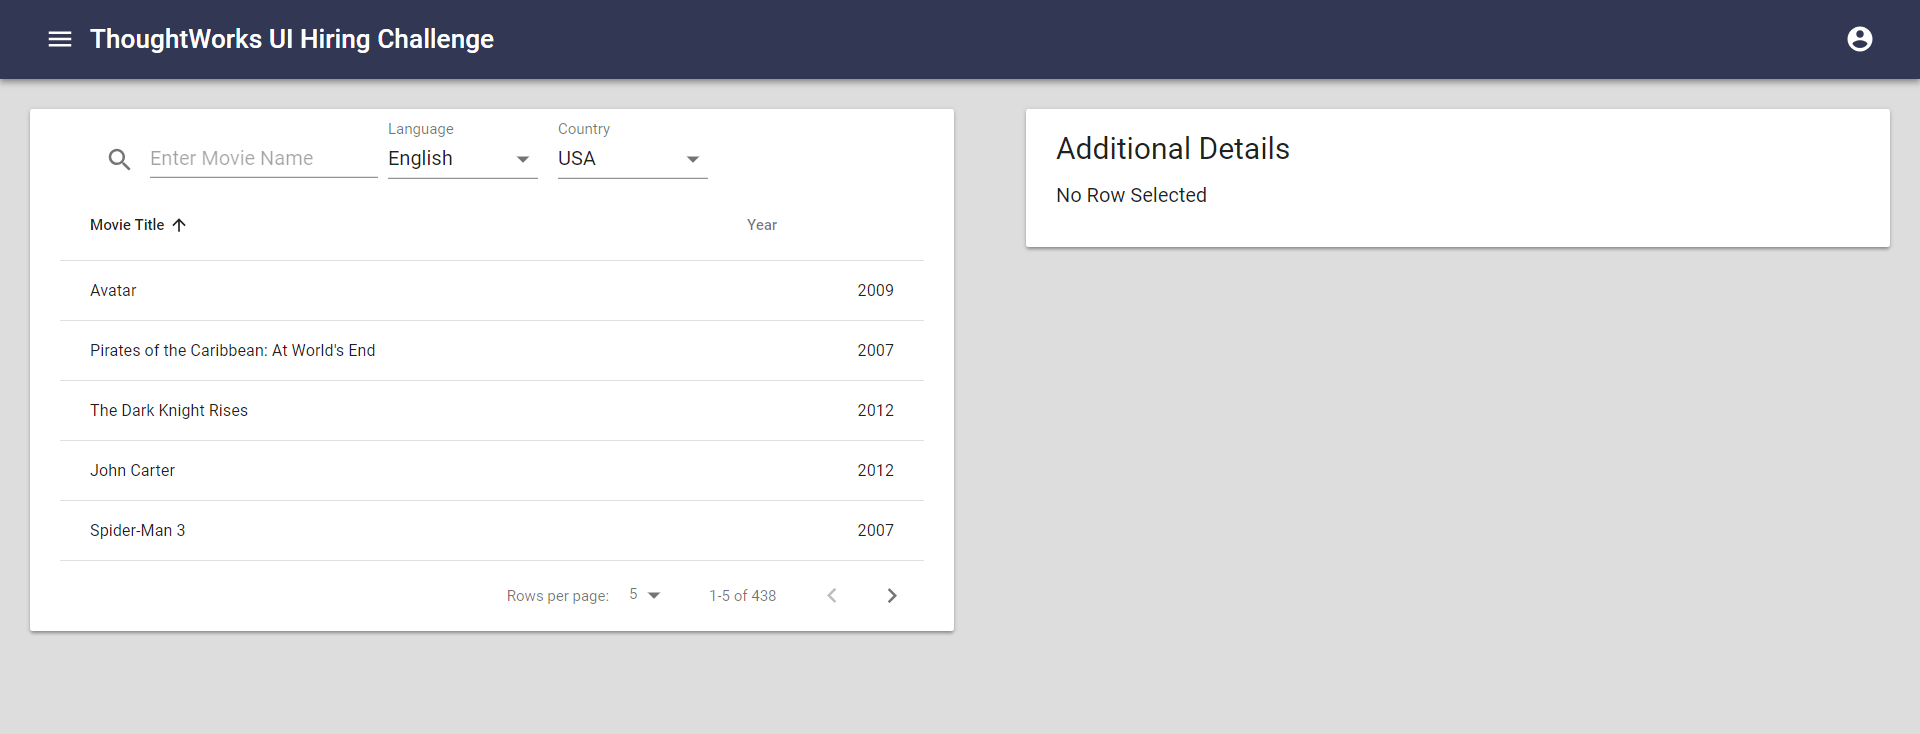 ThoughtWorks UI Hiring Challenge
Language
Country
Enter Movie Name
English
USA
Movie Title
Year
Avatar 2009
Pirates of the Caribbean: At World's End 2007
The Dark Knight Rises 2012
John Carter 2012
Spider-Man 3 2007
Rows per page: 5 1-5 of 438
Additional Details
No Row Selected